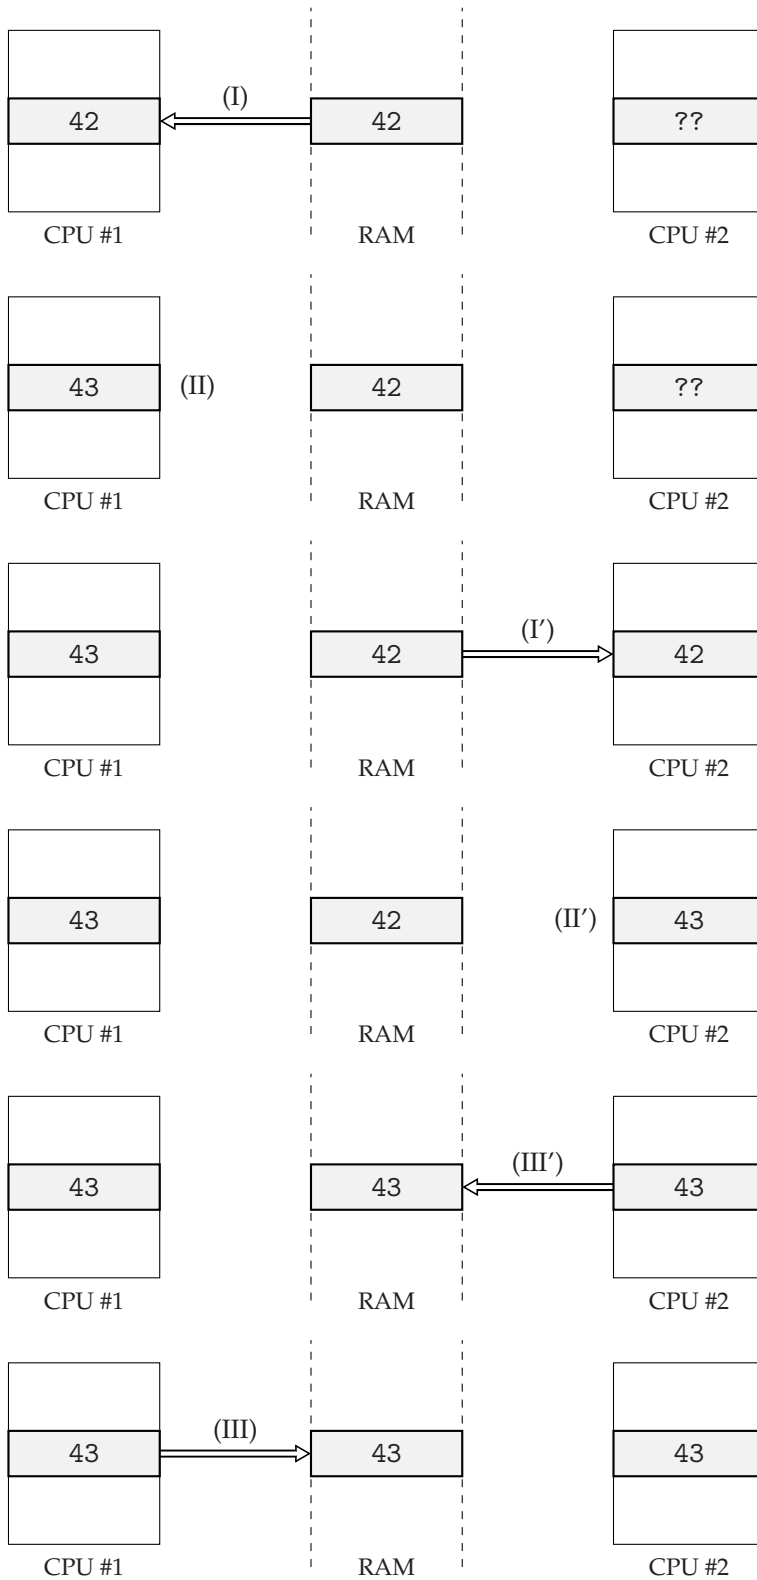 (I)
42 42 ??
CPU #1 RAM CPU #2
43 (II) 42 ??
CPU #1 RAM CPU #2
(I′)
43 42 42
CPU #1 RAM CPU #2
43 42 (II′) 43
CPU #1 RAM CPU #2
(III′)
43 43 43
CPU #1 RAM CPU #2
(III)
43 43 43
CPU #1 RAM CPU #2